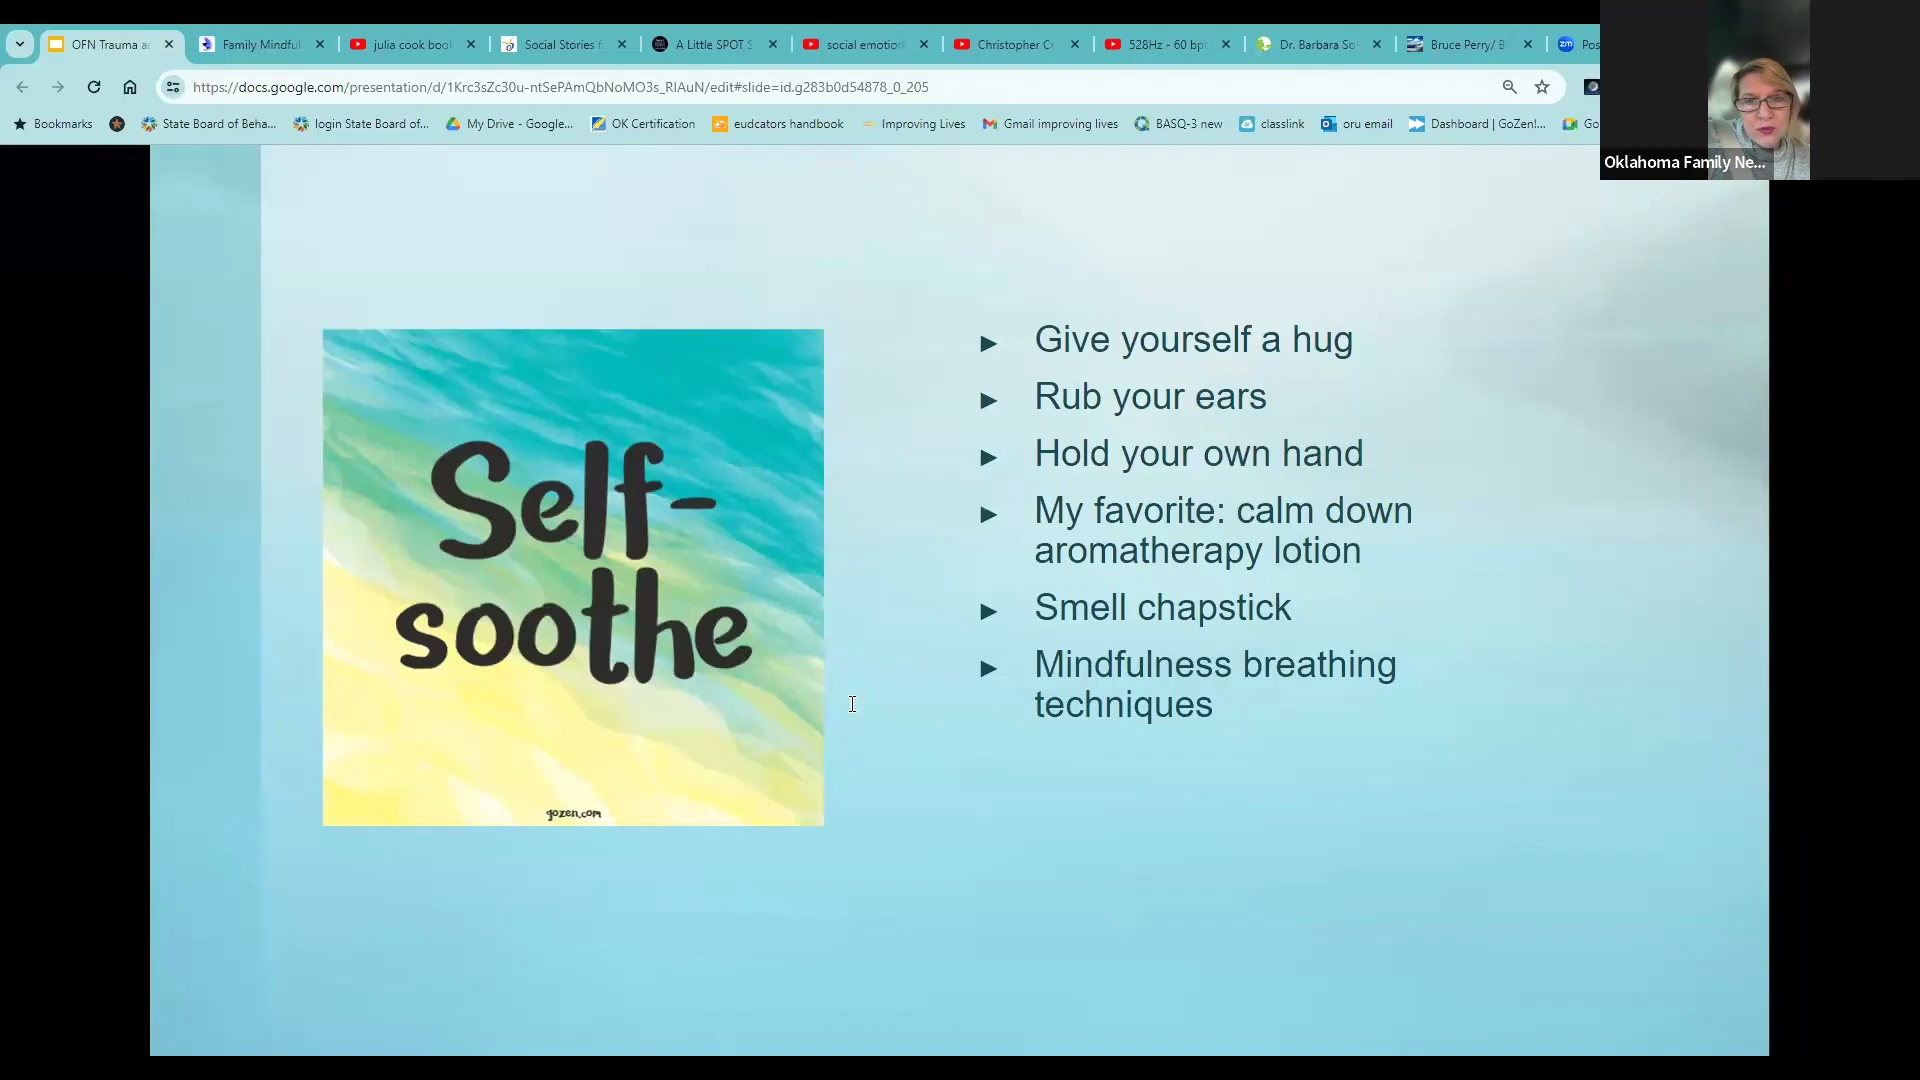 OFN Trauma a
Family Mindful
julia cook boo
Social Stories f
A Little SPOT S
social emotio
Christopher C
528Hz - 60 bp
Dr. Barbara So
Bruce Perry/ B
zm
Pos
https://docs.google.com/presentation/d/1Krc3sZc30u-ntSePAmQbNoMO3s_RlAuN/edit#slide=id.g283b0d54878_0_205
Bookmarks
State Board of Beha...
login State Board of...
My Drive - Google...
OK Certification
eudcators handbook
Improving Lives
Gmail improving lives
BASQ-3 new
classlink
oru email
Dashboard | GoZen!...
Go
Oklahoma Family Ne...
Self-
soothe
gozen.com
► Give yourself a hug
► Rub your ears
► Hold your own hand
► My favorite: calm down
aromatherapy lotion
► Smell chapstick
► Mindfulness breathing
techniques